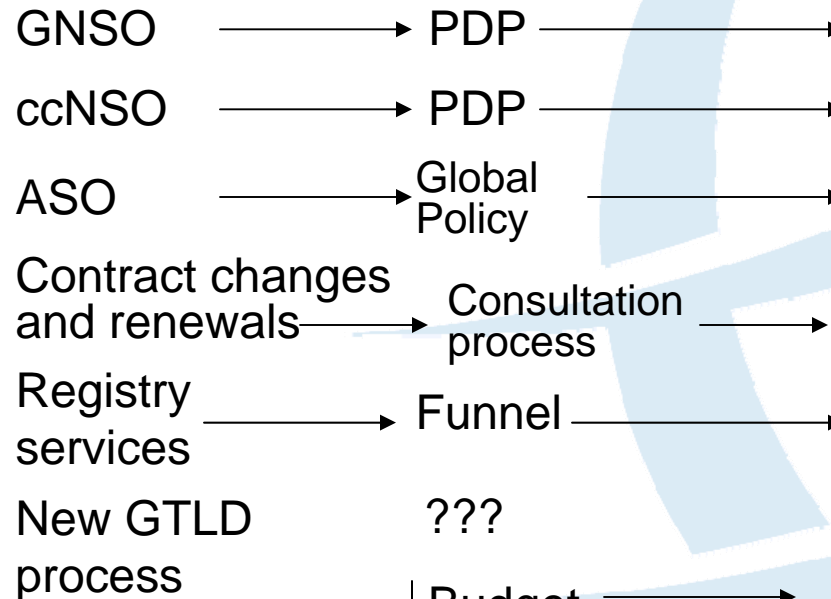 GNSO PDP
ccNSO PDP
ASO Global
Policy
Contract changes
and renewals Consultation
process
Registry
services Funnel
New GTLD ???
process
Budget